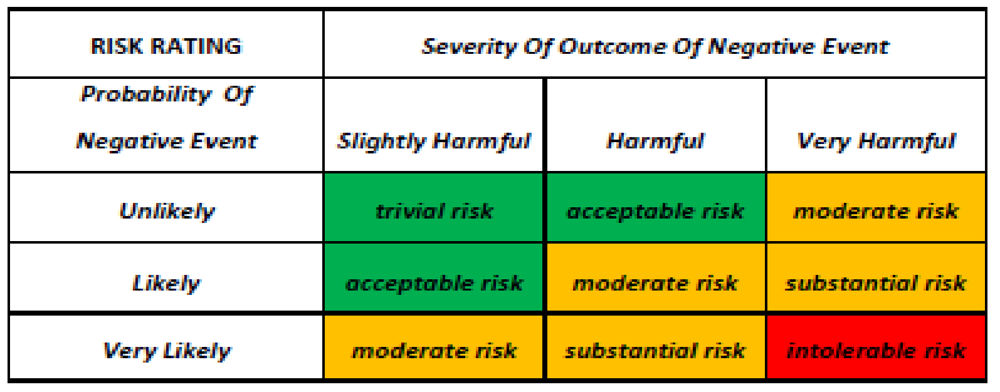 RISK RATING
Severity Of Outcome Of Negative Event
Probability Of
Negative Event
Slightly Harmful
Harmful
Very Harmful
Unlikely
trivial risk
acceptable risk
moderate risk
Likely
acceptable risk
moderate risk
substantial risk
Very Likely
moderate risk
substantial risk
intolerable risk